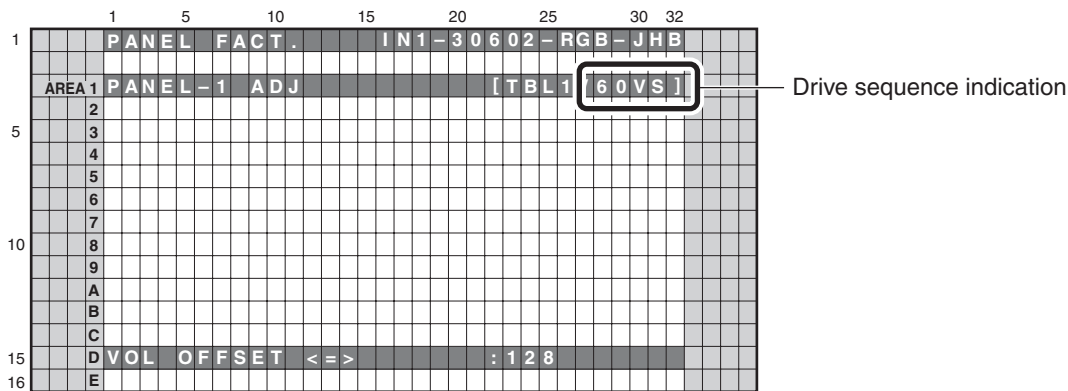 1 5 10 15 20 25 30 32
1 PANEL FACT. IN1-30602-RGB-JHB
AREA 1 PANEL-1 ADJ [TBL1 60VS] Drive sequence indication
2
5 3
4
5
6
7
10 8
9
A
B
C
15 D VOL OFFSET <=> :128
16 E